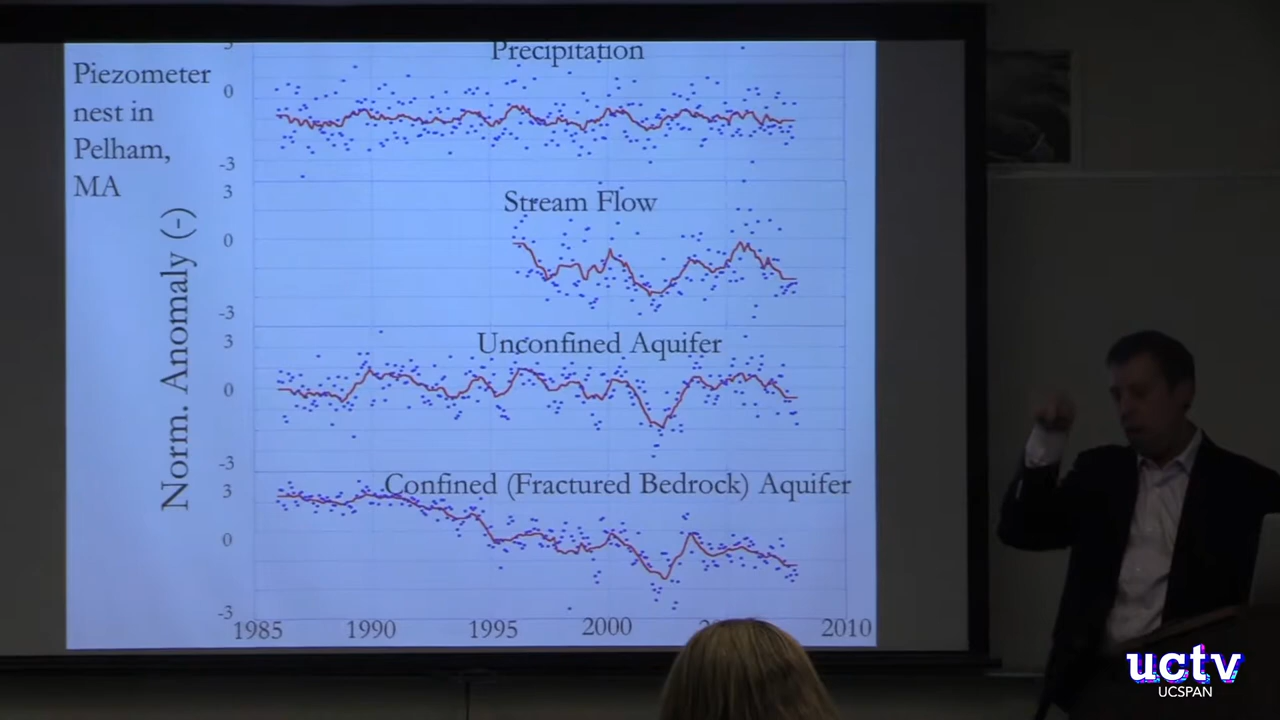 Piezometer
nest in
Pelham,
MA
Norm. Anomaly (-)
Precipitation
3
0
-3
Stream Flow
3
0
-3
Unconfined Aquifer
3
0
-3
Confined (Fractured Bedrock) Aquifer
3
0
-3
1985 1990 1995 2000 2010
uctv
UCSPAN